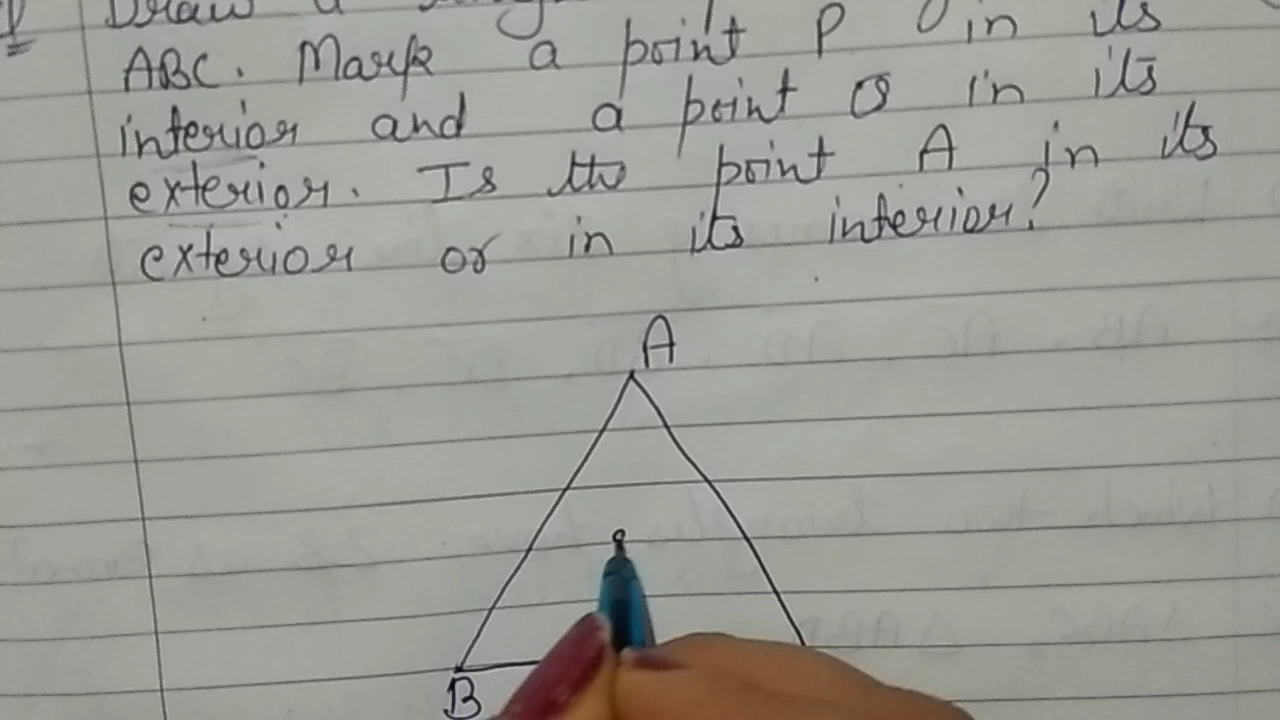 Draw a
ABC. Mark a point P in its
interior and a point Q in its
exterior. Is the point A in its
exterior or in its interior?
A
B